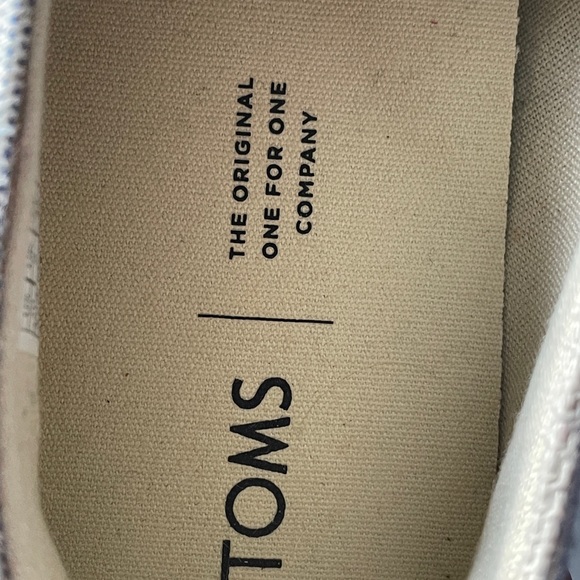 TOMS
THE ORIGINAL
ONE FOR ONE
COMPANY